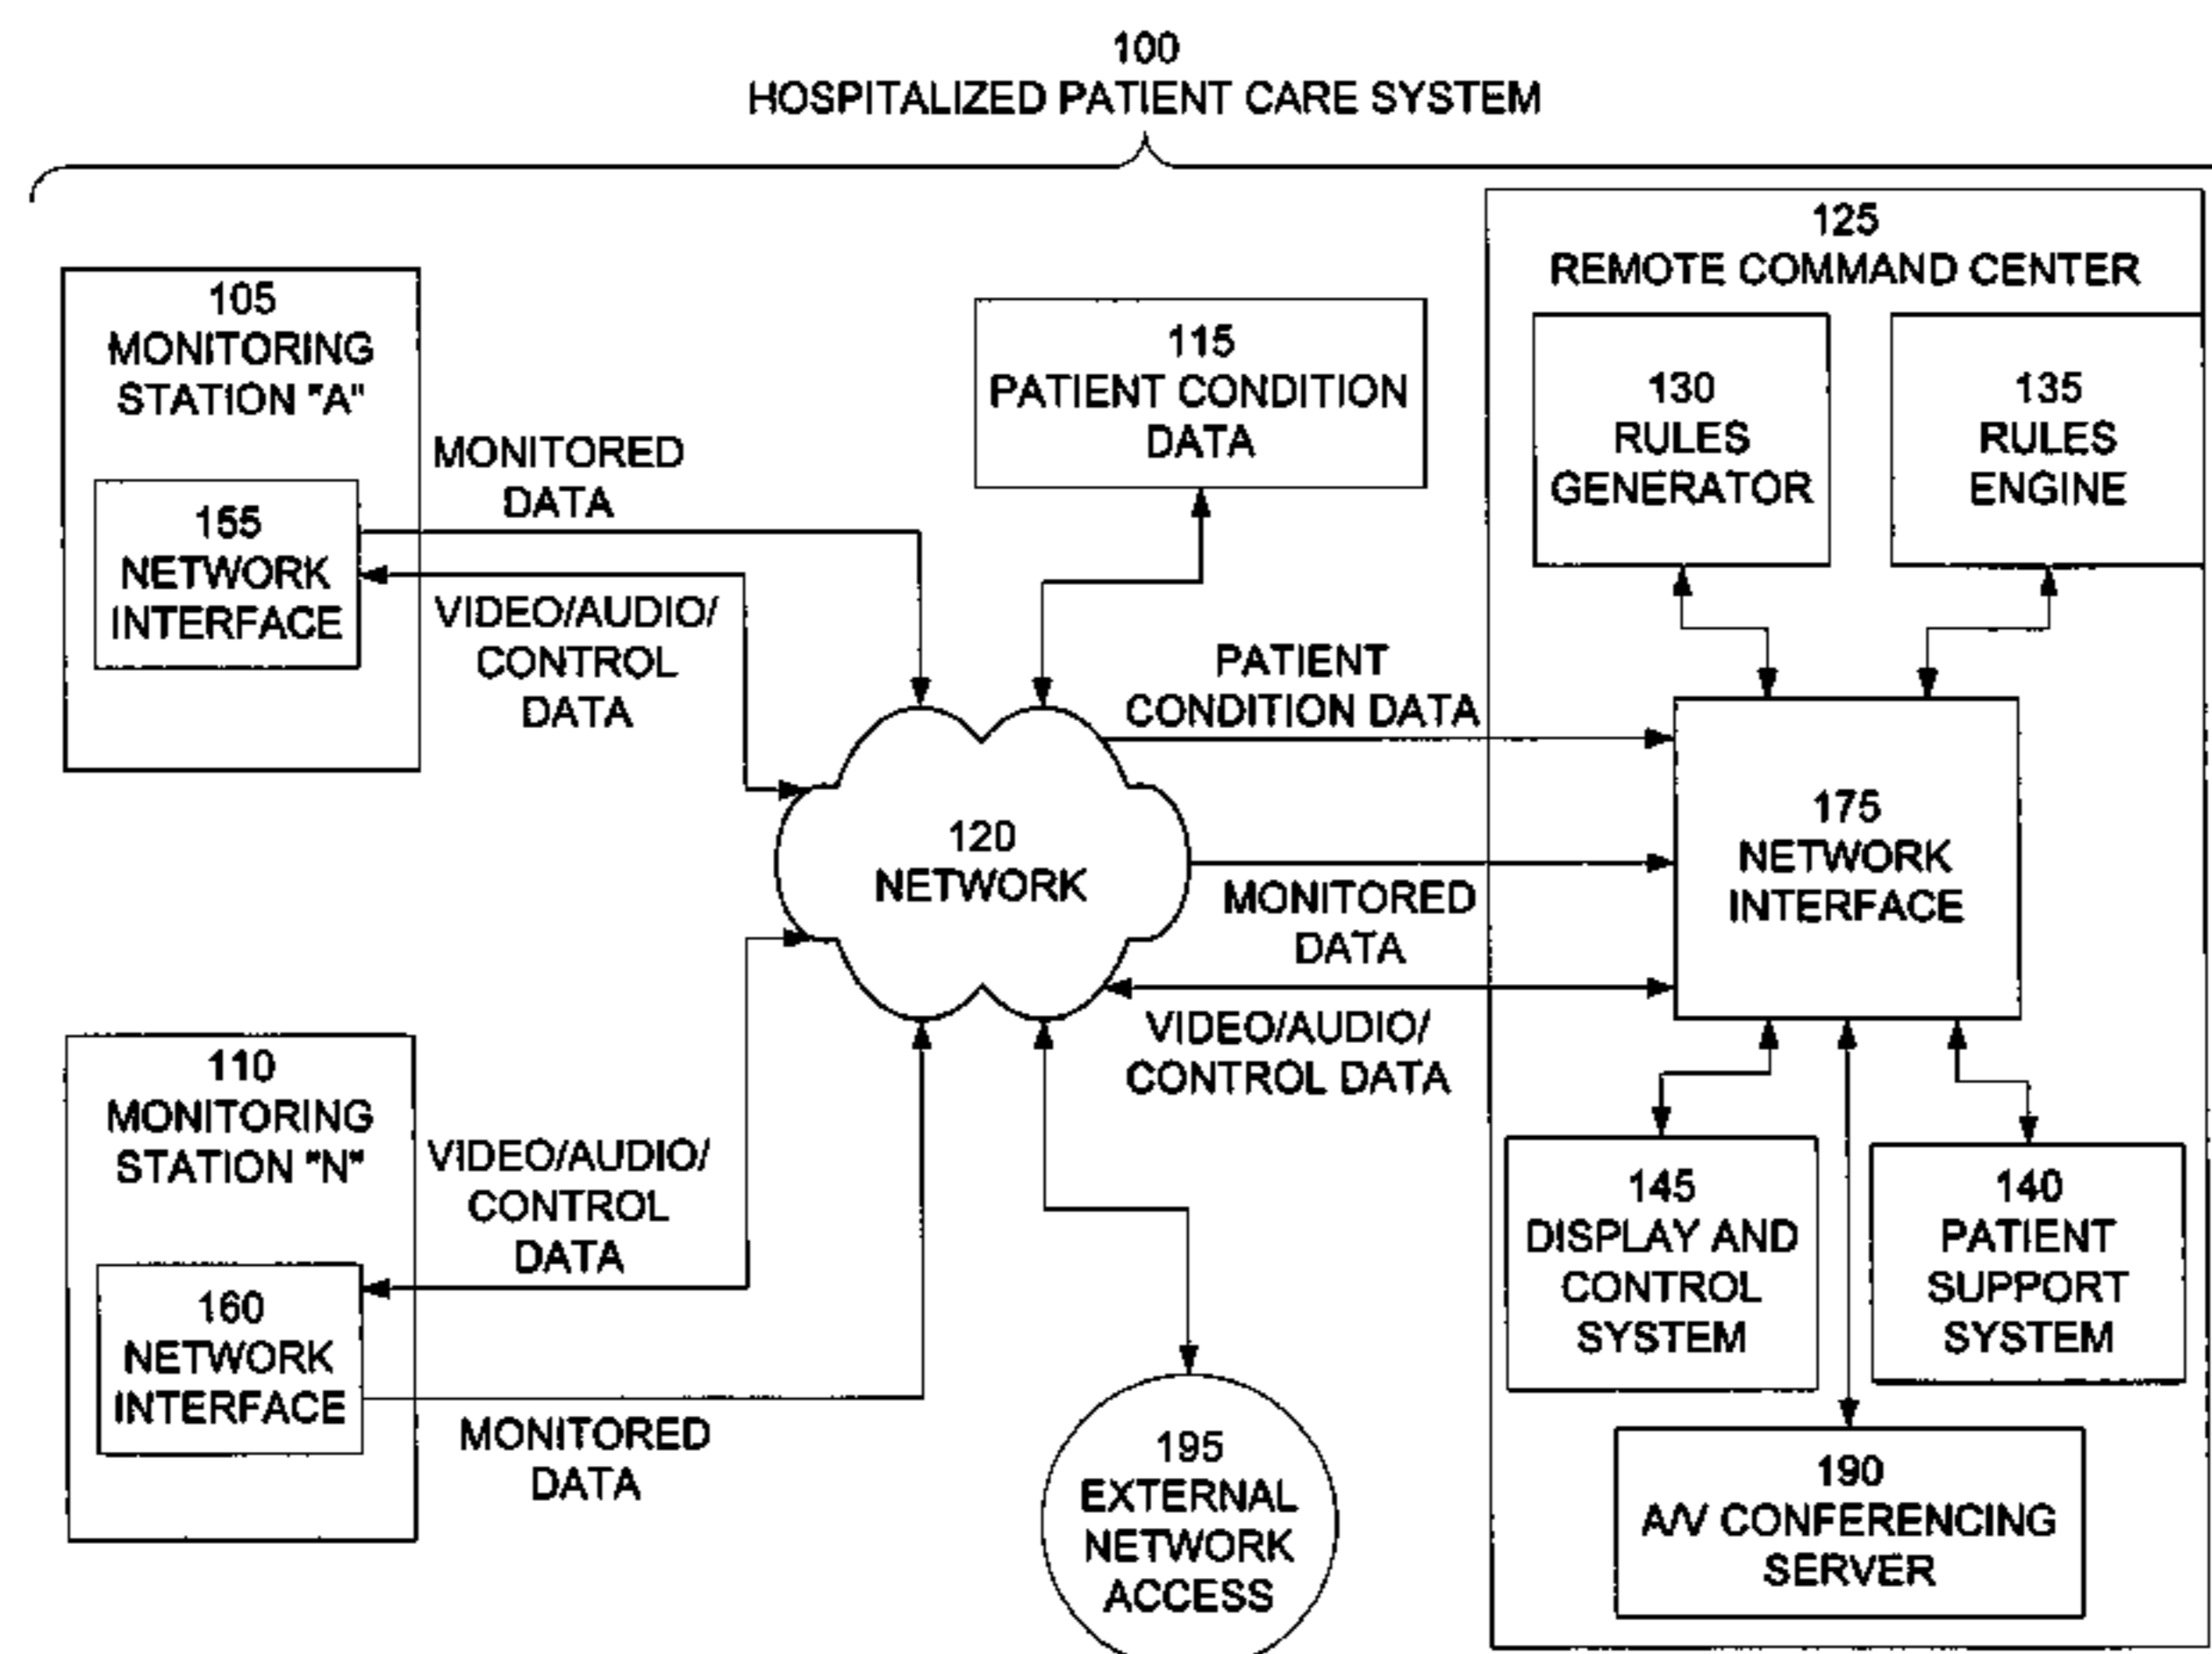 100
HOSPITALIZED PATIENT CARE SYSTEM
105
MONITORING
STATION "A"
155
NETWORK
INTERFACE
MONITORED
DATA
VIDEO/AUDIO/
CONTROL
DATA
115
PATIENT CONDITION
DATA
125
REMOTE COMMAND CENTER
130
RULES
GENERATOR
135
RULES
ENGINE
PATIENT
CONDITION DATA
120
NETWORK
MONITORED
DATA
VIDEO/AUDIO/
CONTROL DATA
175
NETWORK
INTERFACE
110
MONITORING
STATION "N"
160
NETWORK
INTERFACE
VIDEO/AUDIO/
CONTROL
DATA
MONITORED
DATA
195
EXTERNAL
NETWORK
ACCESS
145
DISPLAY AND
CONTROL
SYSTEM
140
PATIENT
SUPPORT
SYSTEM
190
A/V CONFERENCING
SERVER